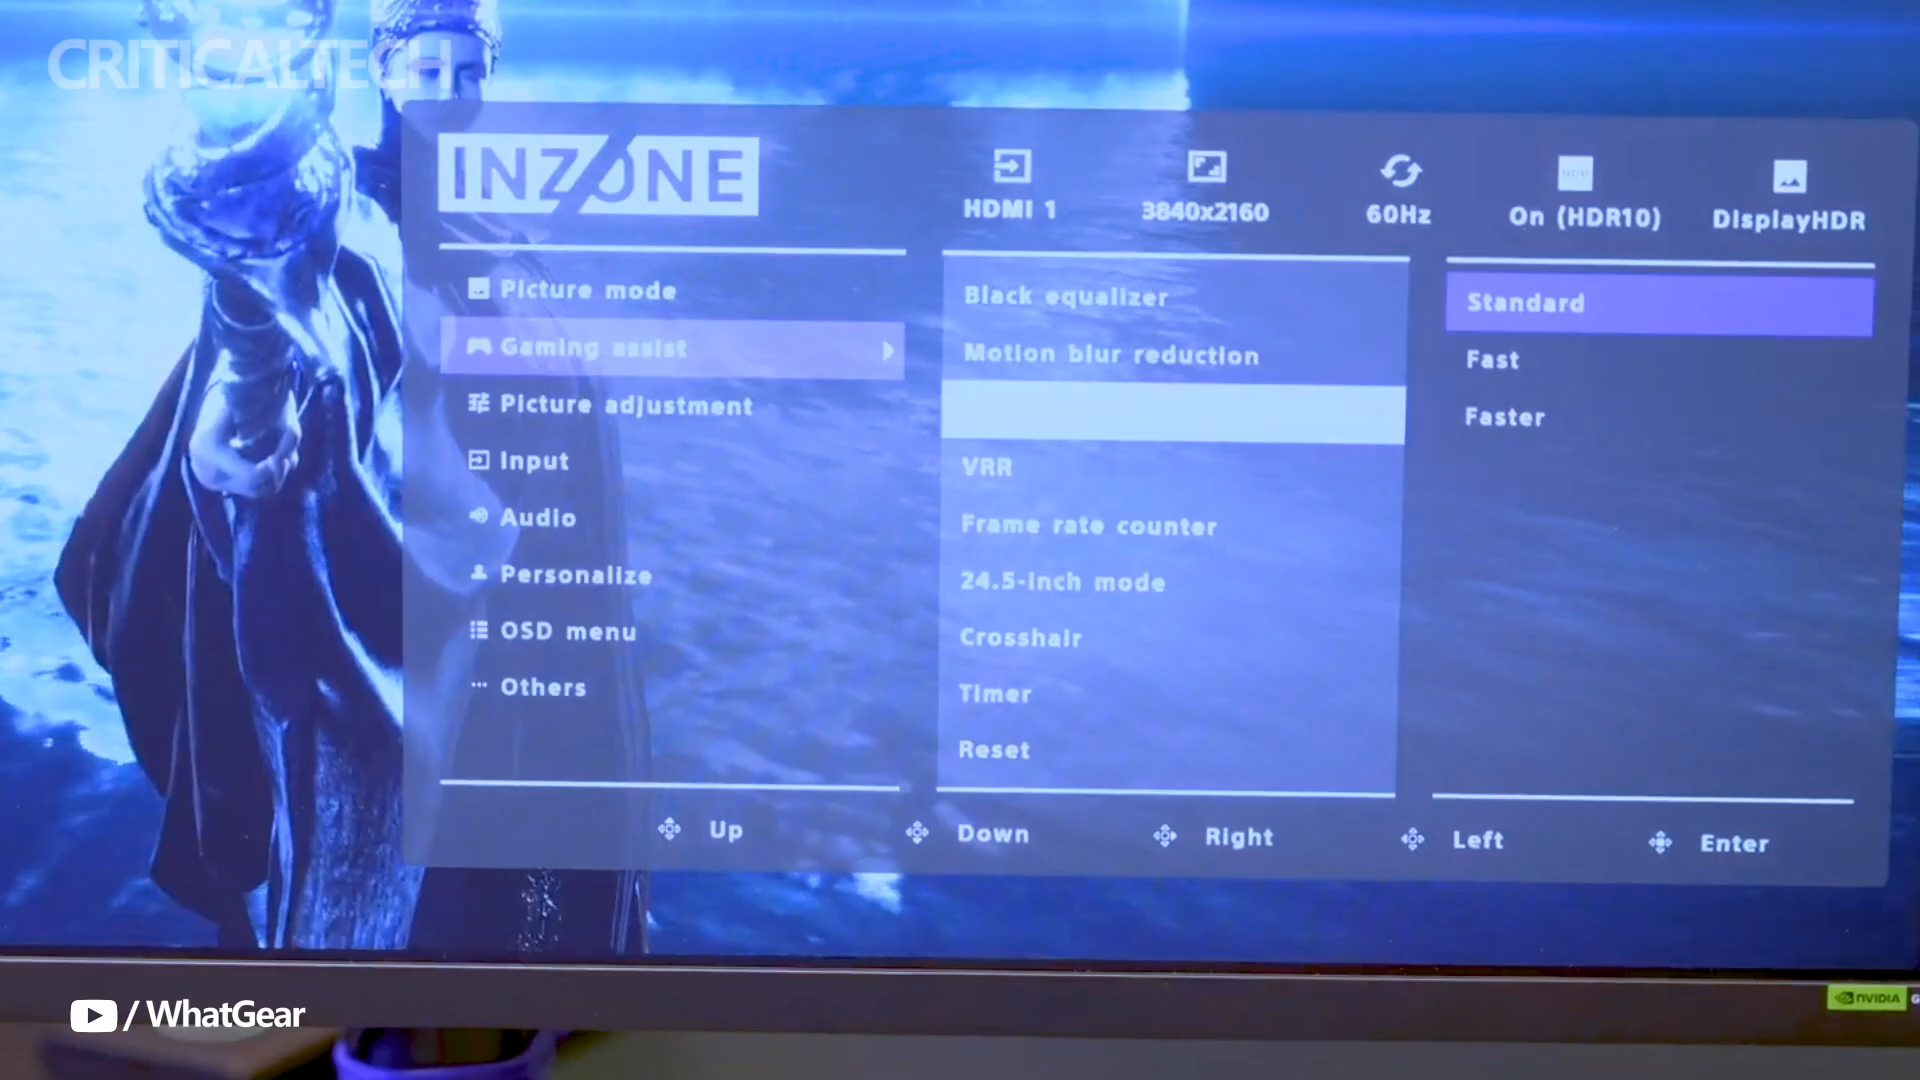 CRITICALTECH
INZONE
HDMI 1
3840x2160
60Hz
On (HDR10)
DisplayHDR
Picture mode
Gaming assist
Picture adjustment
Input
Audio
Personalize
OSD menu
Others
Black equalizer
Motion blur reduction
VRR
Frame rate counter
24.5-inch mode
Crosshair
Timer
Reset
Standard
Fast
Faster
Up
Down
Right
Left
Enter
/ WhatGear
NVIDIA G